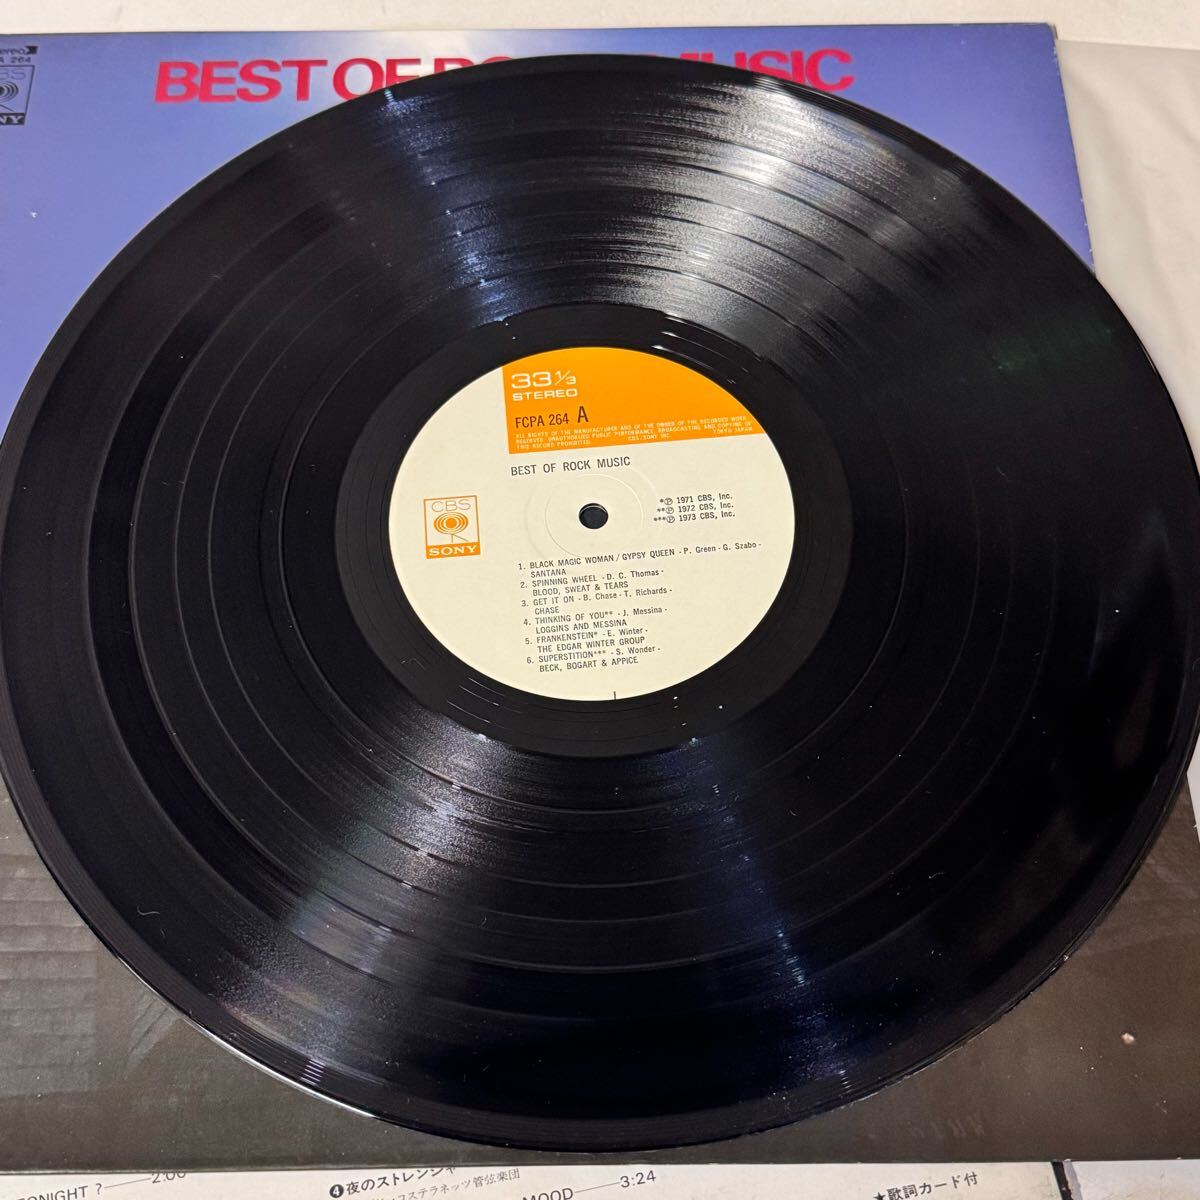 stereo
A 264
CBS
SONY
BEST OF MUSIC
33 1/3
STEREO
FCPA 264 A
ALL RIGHTS OF THE MANUFACTURER AND OF THE OWNER OF THE RECORDED WORK
RESERVED UNAUTHORIZED PUBLIC PERFORMANCE, BROADCASTING AND COPYING OF
THIS RECORD PROHIBITED CBS/SONY INC. TOKYO JAPAN
BEST OF ROCK MUSIC
*Ⓟ 1971 CBS, Inc.
**Ⓟ 1972 CBS, Inc.
***Ⓟ 1973 CBS, Inc.
CBS
SONY
1. BLACK MAGIC WOMAN / GYPSY QUEEN - P. Green - G. Szabo -
SANTANA
2. SPINNING WHEEL - D. C. Thomas -
BLOOD, SWEAT & TEARS
3. GET IT ON - B. Chase - T. Richards -
CHASE
4. THINKING OF YOU** - J. Messina -
LOGGINS AND MESSINA
5. FRANKENSTEIN* - E. Winter -
THE EDGAR WINTER GROUP
6. SUPERSTITION*** - S. Wonder -
BECK, BOGART & APPICE
ONIGHT ?
❹夜のストレンジャ
コステラネッツ管弦楽団
MOOD—3:24
★歌詞カード付